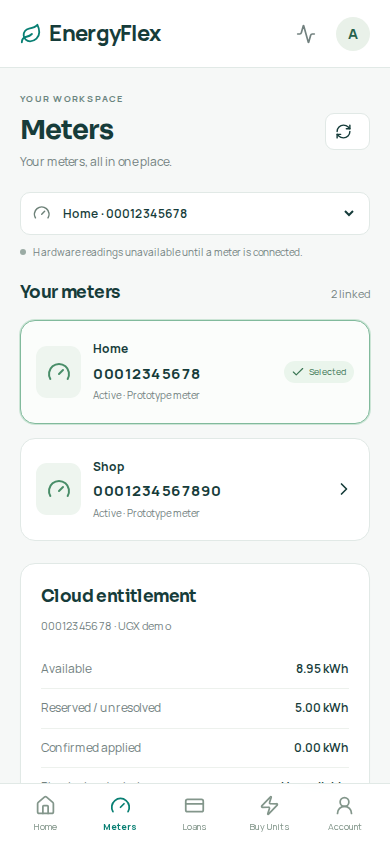 EnergyFlex
A
YOUR WORKSPACE
Meters
Your meters, all in one place.
Home · 00012345678
Hardware readings unavailable until a meter is connected.
Your meters
2 linked
Home
00012345678
Active · Prototype meter
Selected
Shop
0001234567890
Active · Prototype meter
Cloud entitlement
00012345678 · UGX demo
Available
8.95 kWh
Reserved / unresolved
5.00 kWh
Confirmed applied
0.00 kWh
Home
Meters
Loans
Buy Units
Account